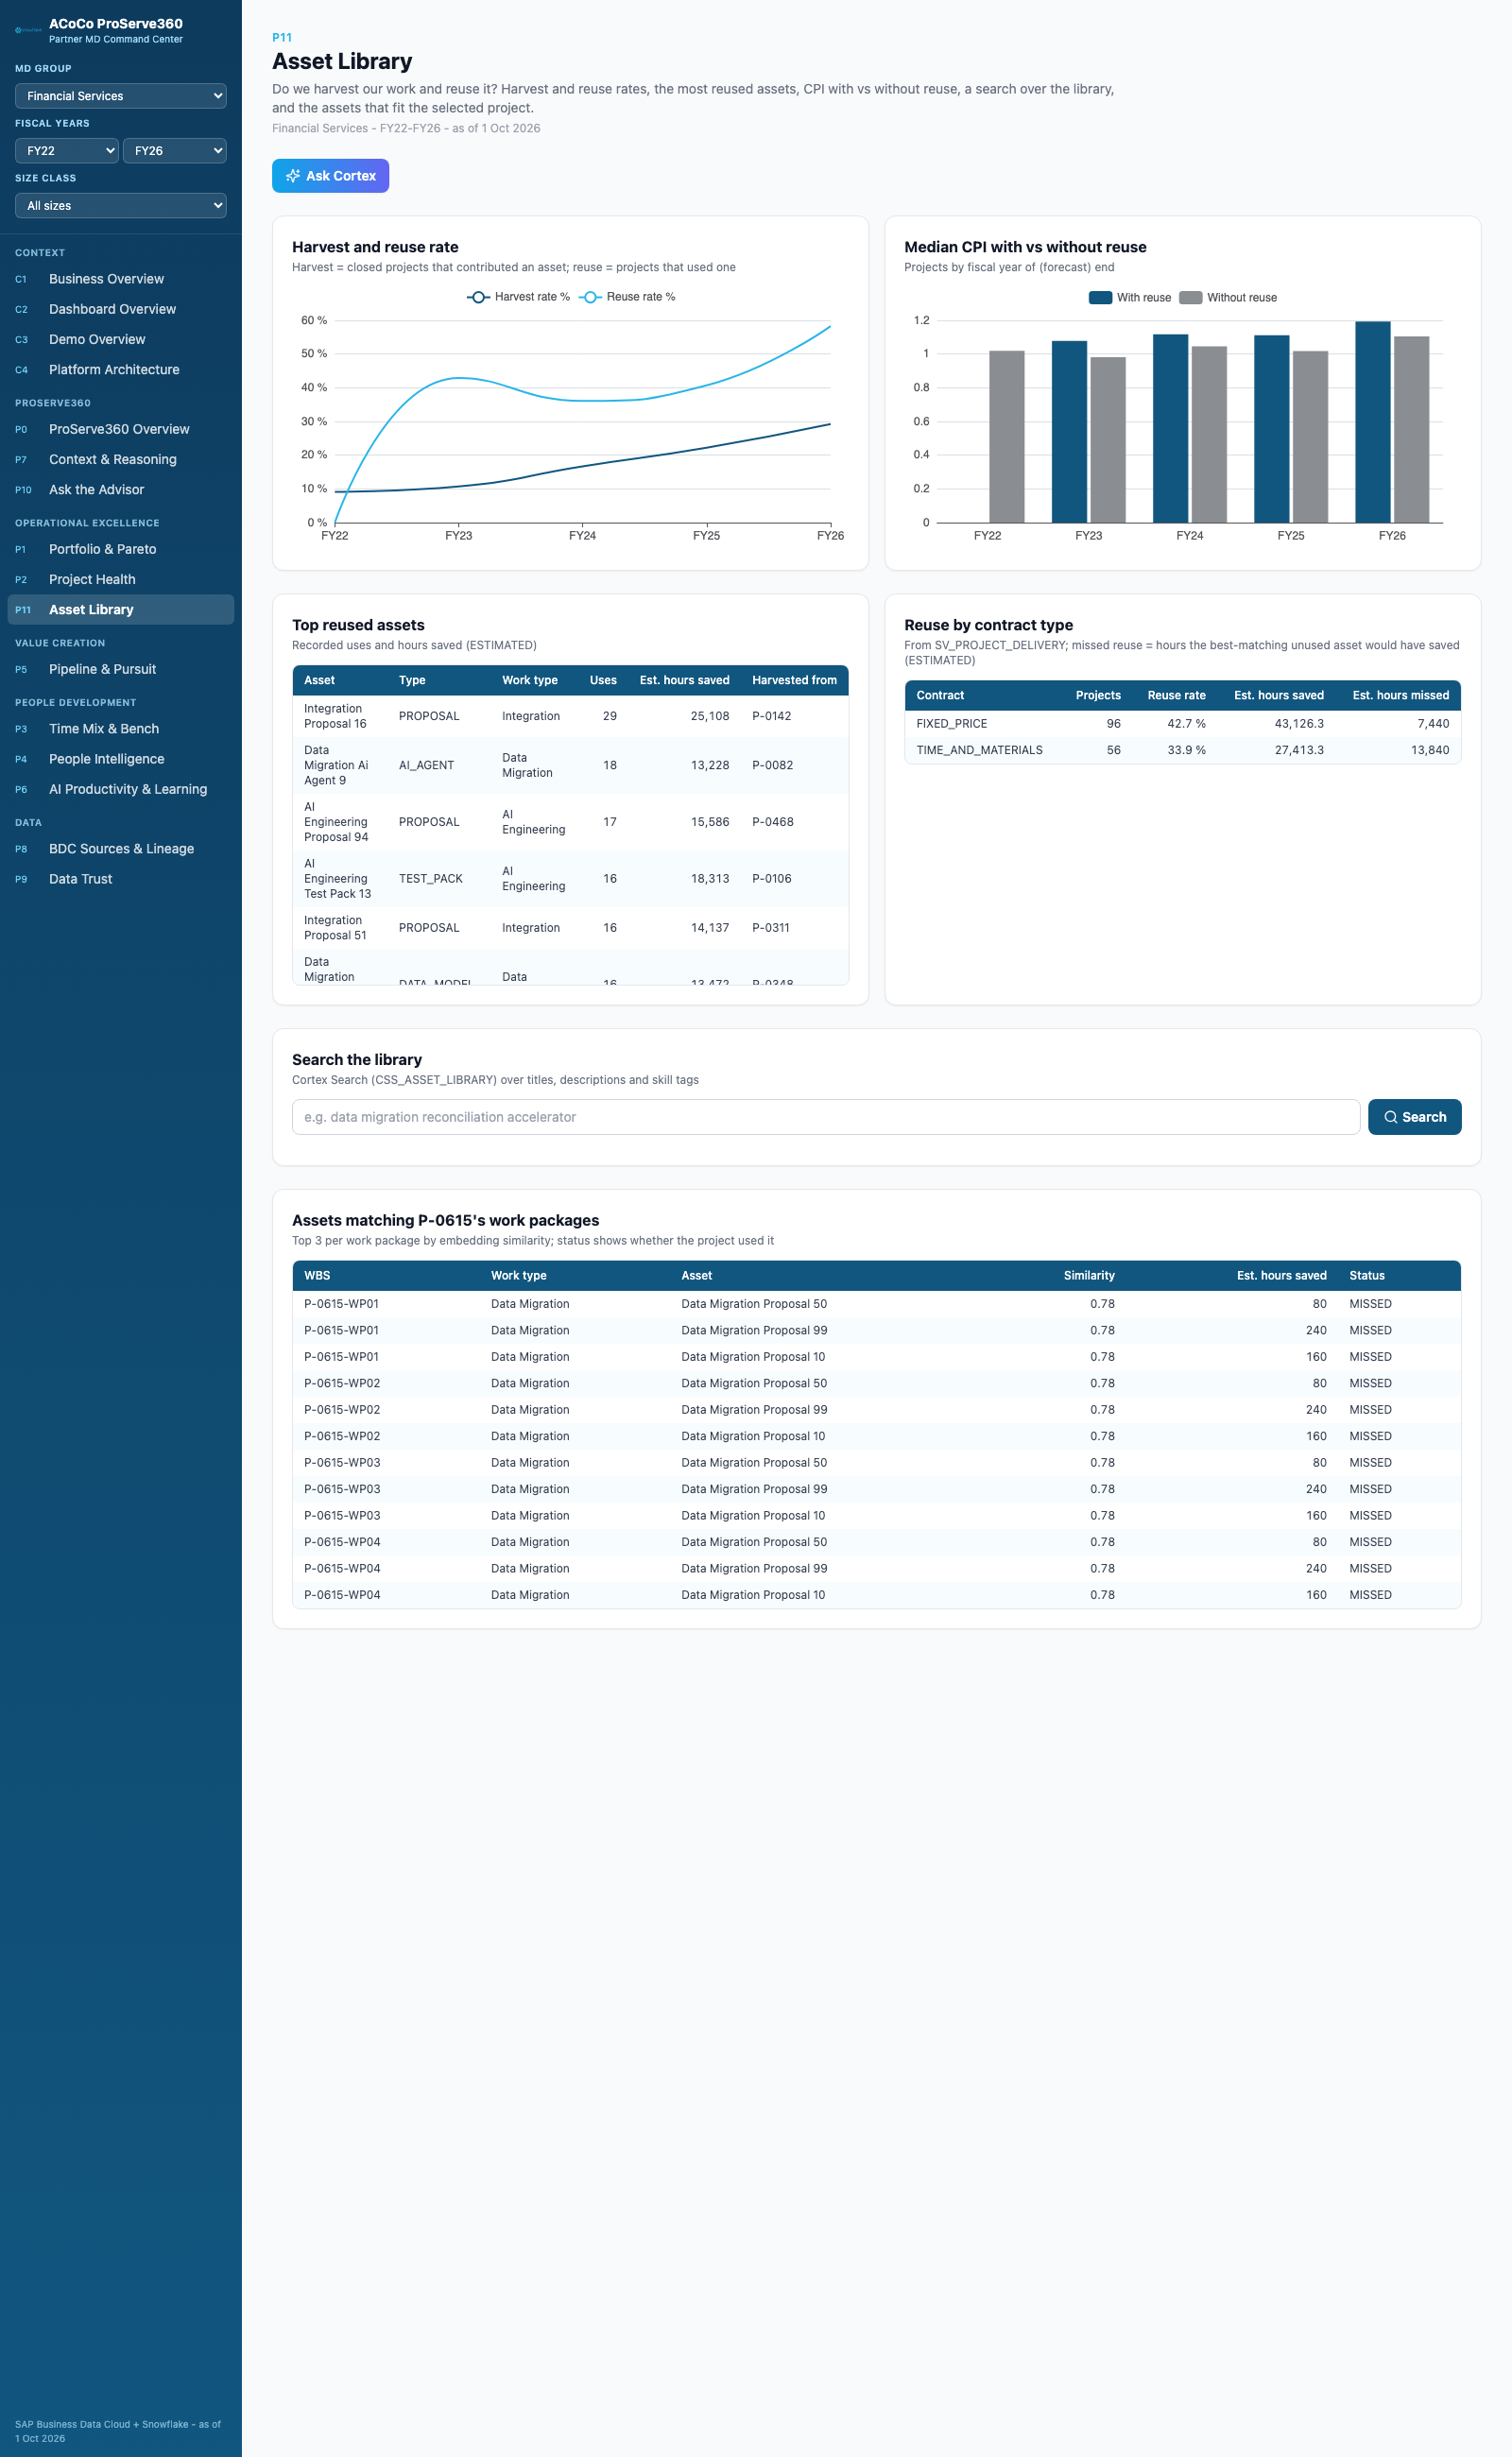 ACoCo ProServe360
Partner MD Command Center
MD GROUP
Financial Services
FISCAL YEARS
FY22 FY26
SIZE CLASS
All sizes
CONTEXT
C1 Business Overview
C2 Dashboard Overview
C3 Demo Overview
C4 Platform Architecture
PROSERVE360
P0 ProServe360 Overview
P7 Context & Reasoning
P10 Ask the Advisor
OPERATIONAL EXCELLENCE
P1 Portfolio & Pareto
P2 Project Health
P11 Asset Library
VALUE CREATION
P5 Pipeline & Pursuit
PEOPLE DEVELOPMENT
P3 Time Mix & Bench
P4 People Intelligence
P6 AI Productivity & Learning
DATA
P8 BDC Sources & Lineage
P9 Data Trust
SAP Business Data Cloud + Snowflake - as of
1 Oct 2026
P11
Asset Library
Do we harvest our work and reuse it? Harvest and reuse rates, the most reused assets, CPI with vs without reuse, a search over the library,
and the assets that fit the selected project.
Financial Services - FY22-FY26 - as of 1 Oct 2026
Ask Cortex
Harvest and reuse rate
Harvest = closed projects that contributed an asset; reuse = projects that used one
Harvest rate % Reuse rate %
60 %
50 %
40 %
30 %
20 %
10 %
0 %
FY22 FY23 FY24 FY25 FY26
Median CPI with vs without reuse
Projects by fiscal year of (forecast) end
With reuse Without reuse
1.2
1
0.8
0.6
0.4
0.2
0
FY22 FY23 FY24 FY25 FY26
Top reused assets
Recorded uses and hours saved (ESTIMATED)
Asset Type Work type Uses Est. hours saved Harvested from
Integration Proposal 16 PROPOSAL Integration 29 25,108 P-0142
Data Migration Ai Agent 9 AI_AGENT Data Migration 18 13,228 P-0082
AI Engineering Proposal 94 PROPOSAL AI Engineering 17 15,586 P-0468
AI Engineering Test Pack 13 TEST_PACK AI Engineering 16 18,313 P-0106
Integration Proposal 51 PROPOSAL Integration 16 14,137 P-0311
Data Migration DATA_MODEL Data 16 13,472 P-0348
Reuse by contract type
From SV_PROJECT_DELIVERY; missed reuse = hours the best-matching unused asset would have saved
(ESTIMATED)
Contract Projects Reuse rate Est. hours saved Est. hours missed
FIXED_PRICE 96 42.7 % 43,126.3 7,440
TIME_AND_MATERIALS 56 33.9 % 27,413.3 13,840
Search the library
Cortex Search (CSS_ASSET_LIBRARY) over titles, descriptions and skill tags
e.g. data migration reconciliation accelerator
Search
Assets matching P-0615's work packages
Top 3 per work package by embedding similarity; status shows whether the project used it
WBS Work type Asset Similarity Est. hours saved Status
P-0615-WP01 Data Migration Data Migration Proposal 50 0.78 80 MISSED
P-0615-WP01 Data Migration Data Migration Proposal 99 0.78 240 MISSED
P-0615-WP01 Data Migration Data Migration Proposal 10 0.78 160 MISSED
P-0615-WP02 Data Migration Data Migration Proposal 50 0.78 80 MISSED
P-0615-WP02 Data Migration Data Migration Proposal 99 0.78 240 MISSED
P-0615-WP02 Data Migration Data Migration Proposal 10 0.78 160 MISSED
P-0615-WP03 Data Migration Data Migration Proposal 50 0.78 80 MISSED
P-0615-WP03 Data Migration Data Migration Proposal 99 0.78 240 MISSED
P-0615-WP03 Data Migration Data Migration Proposal 10 0.78 160 MISSED
P-0615-WP04 Data Migration Data Migration Proposal 50 0.78 80 MISSED
P-0615-WP04 Data Migration Data Migration Proposal 99 0.78 240 MISSED
P-0615-WP04 Data Migration Data Migration Proposal 10 0.78 160 MISSED